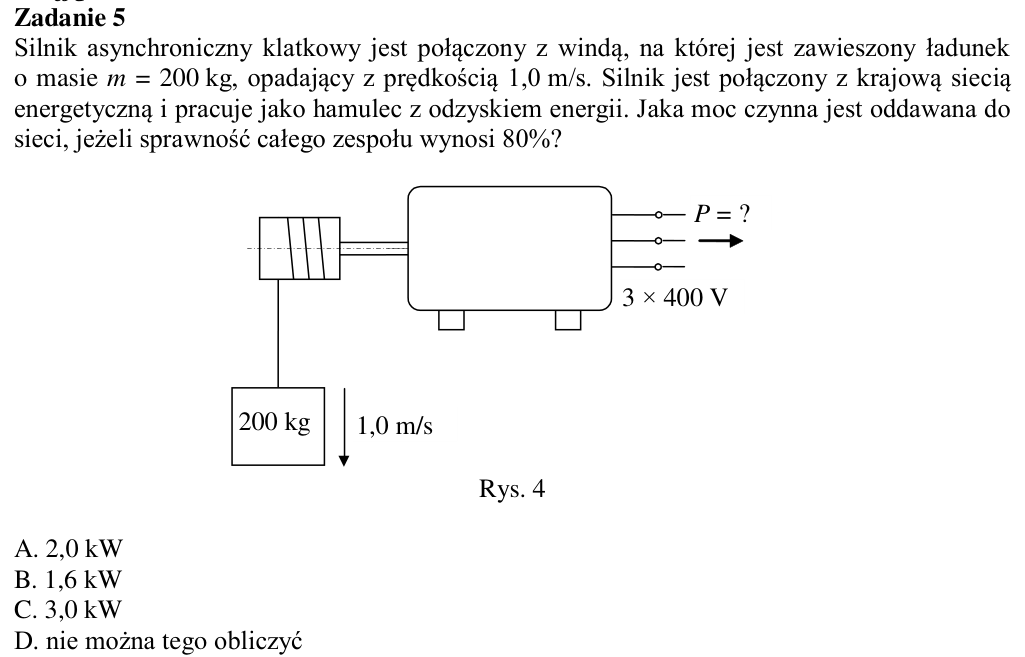 Zadanie 5
Silnik asynchroniczny klatkowy jest połączony z windą, na której jest zawieszony ładunek
o masie m = 200 kg, opadający z prędkością 1,0 m/s. Silnik jest połączony z krajową siecią
energetyczną i pracuje jako hamulec z odzyskiem energii. Jaka moc czynna jest oddawana do
sieci, jeżeli sprawność całego zespołu wynosi 80%?
P = ?
3 × 400 V
200 kg
1,0 m/s
Rys. 4
A. 2,0 kW
B. 1,6 kW
C. 3,0 kW
D. nie można tego obliczyć